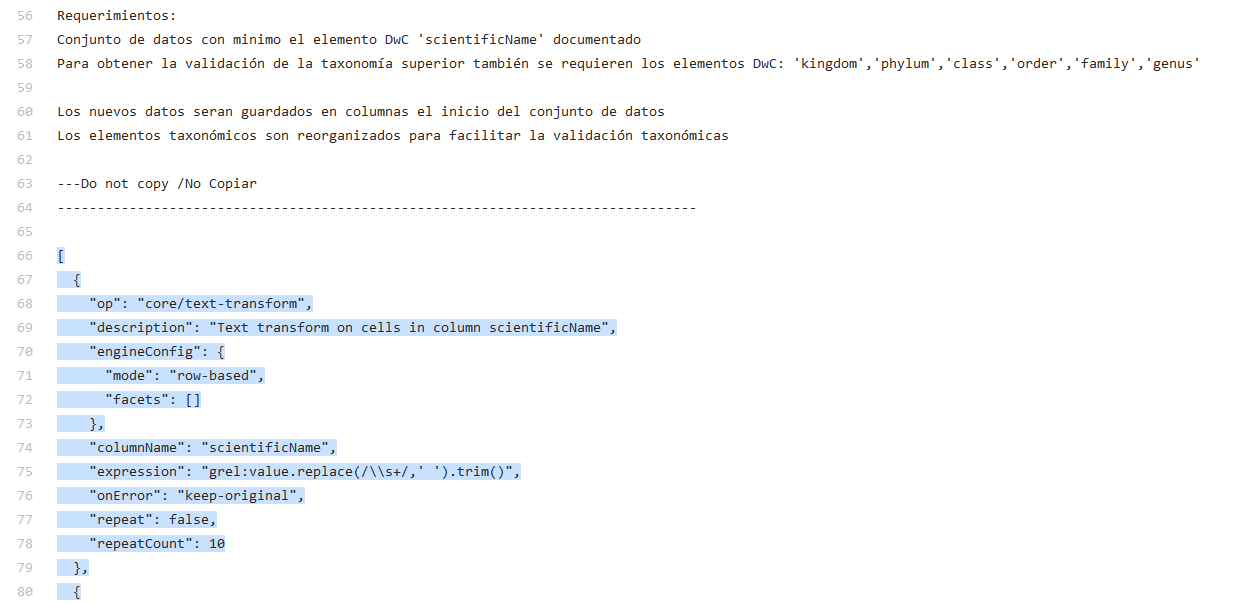 56 Requerimientos:
57 Conjunto de datos con minimo el elemento DwC 'scientificName' documentado
58 Para obtener la validación de la taxonomía superior también se requieren los elementos DwC: 'kingdom','phylum','class','order','family','genus'
59
60 Los nuevos datos seran guardados en columnas el inicio del conjunto de datos
61 Los elementos taxonómicos son reorganizados para facilitar la validación taxonómicas
62
63 ---Do not copy /No Copiar
64 --------------------------------------------------------------------------------
65
66 [
67   {
68     "op": "core/text-transform",
69     "description": "Text transform on cells in column scientificName",
70     "engineConfig": {
71       "mode": "row-based",
72       "facets": []
73     },
74     "columnName": "scientificName",
75     "expression": "grel:value.replace(/\\s+/,' ').trim()",
76     "onError": "keep-original",
77     "repeat": false,
78     "repeatCount": 10
79   },
80   {